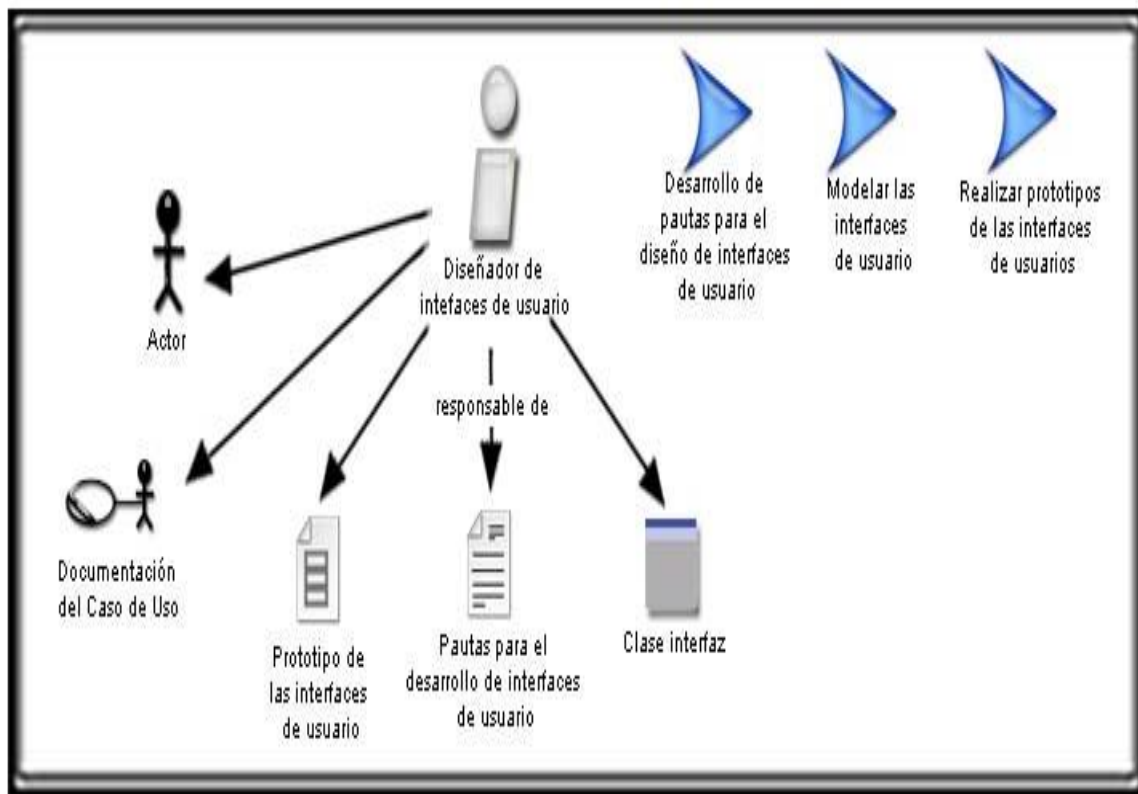 Diseñador de
intefaces de usuario
Desarrollo de
pautas para el
diseño de interfaces
de usuario
Modelar las
interfaces
de usuario
Realizar prototipos
de las interfaces
de usuarios
Actor
responsable de
Documentación
del Caso de Uso
Prototipo de
las interfaces
de usuario
Pautas para el
desarrollo de interfaces
de usuario
Clase interfaz